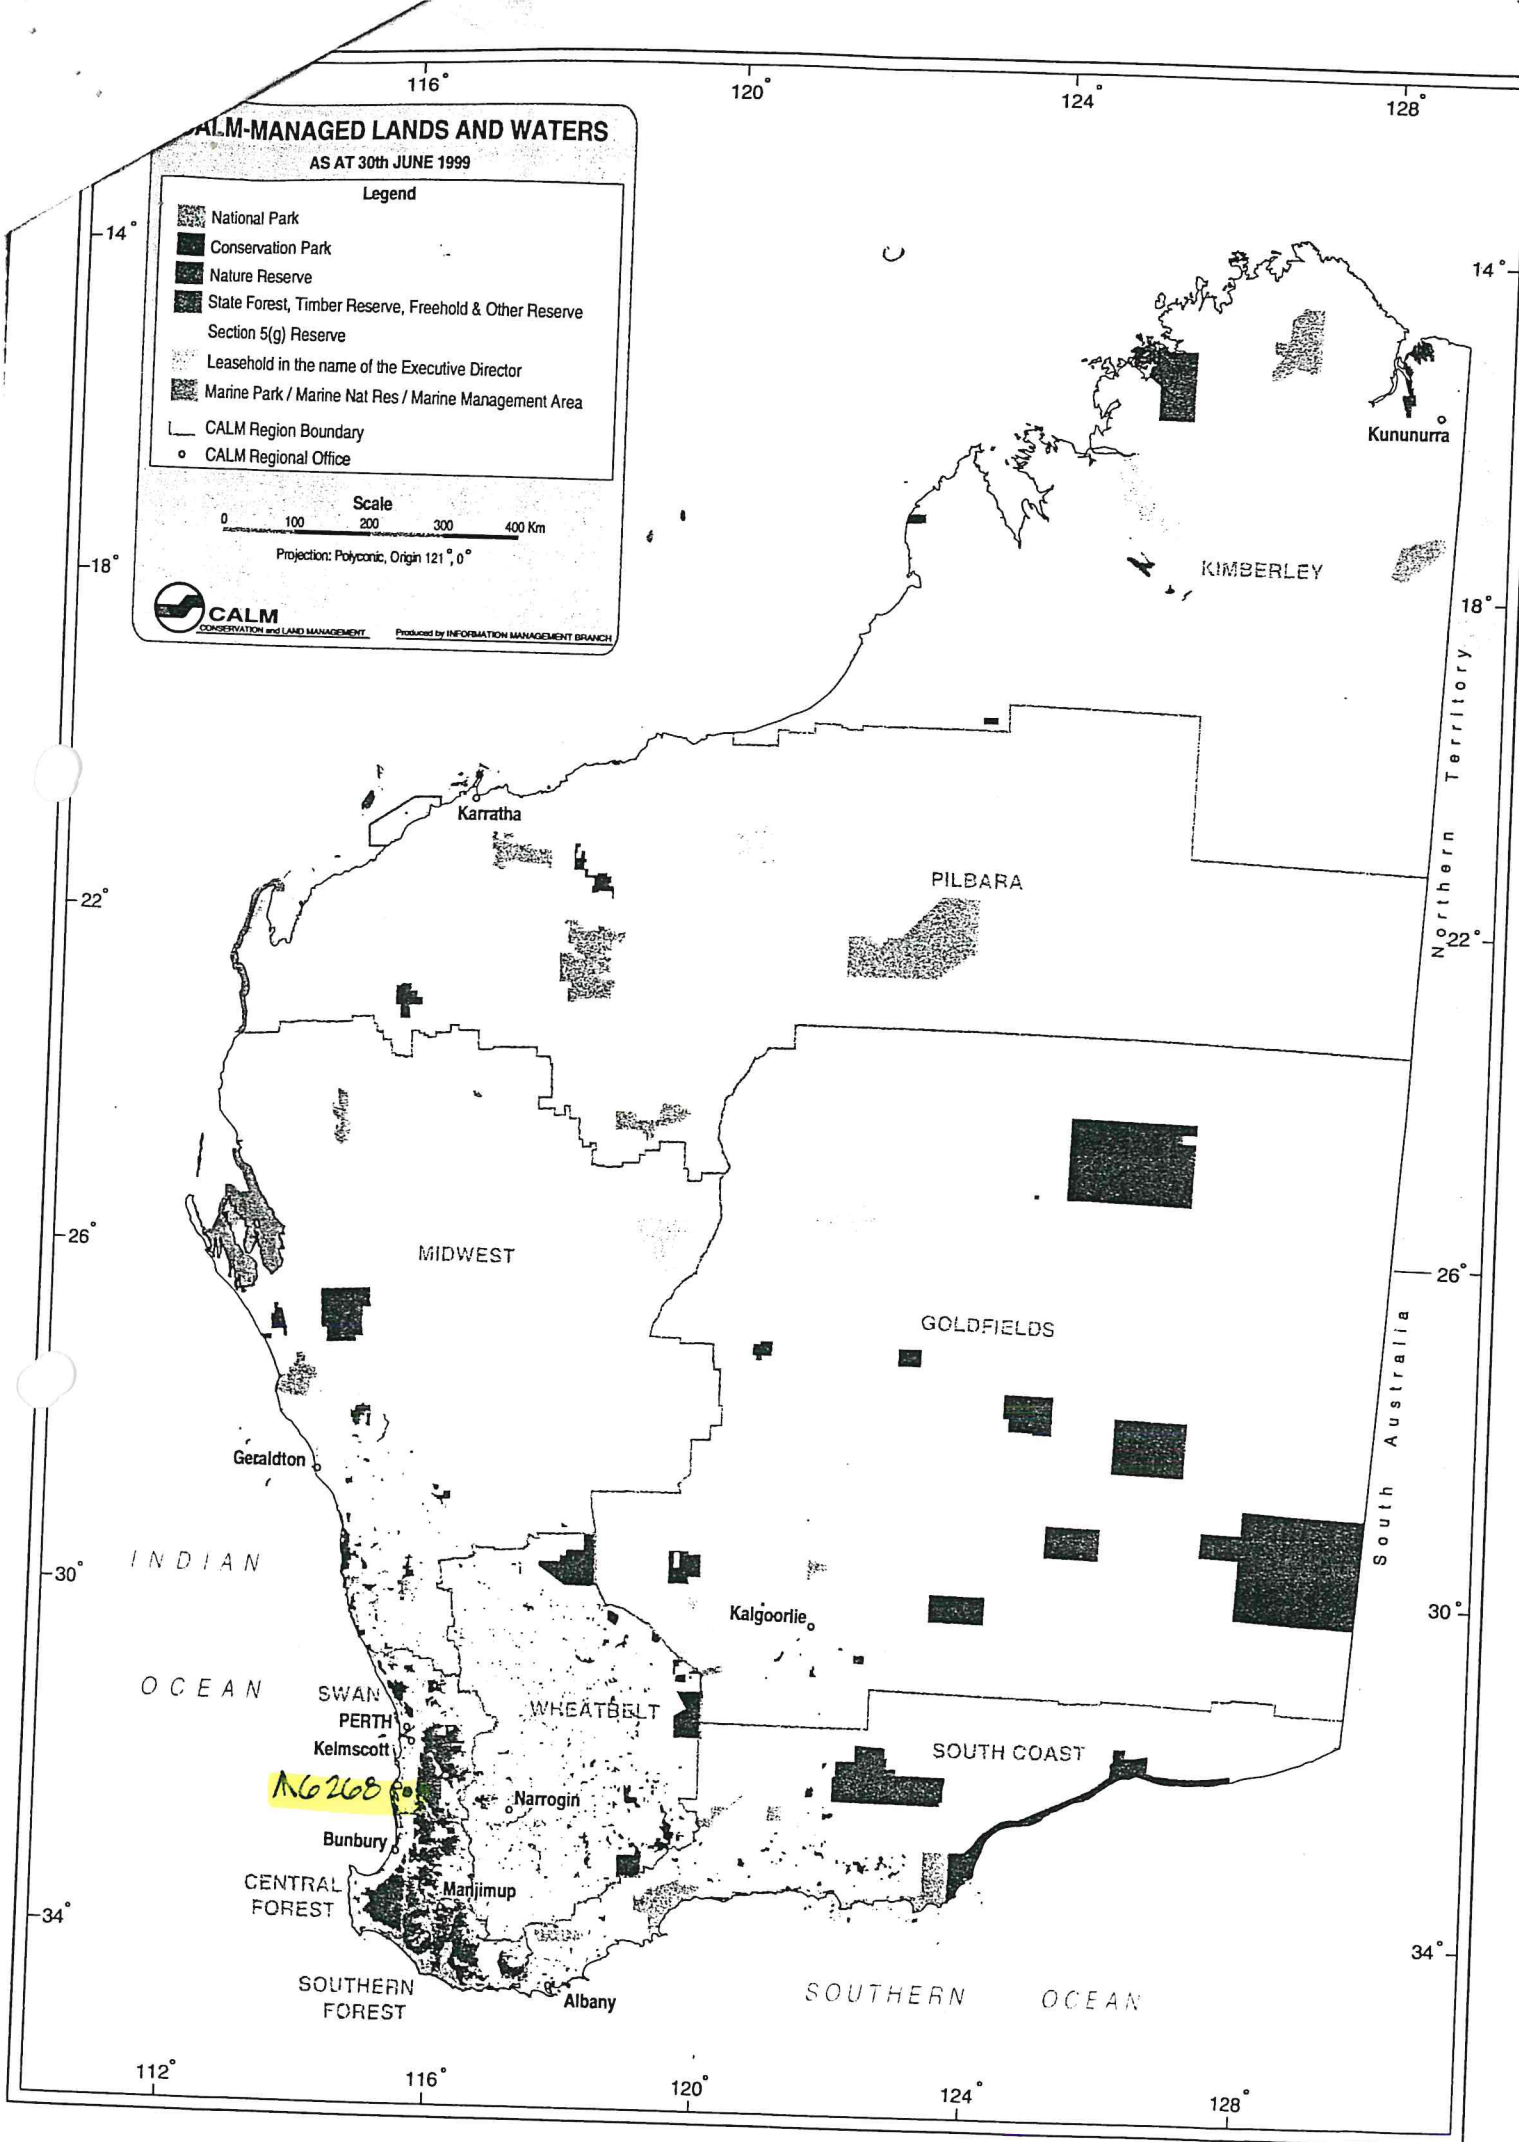 116°
120°
124°
128°
CALM-MANAGED LANDS AND WATERS
AS AT 30th JUNE 1999
Legend
National Park
Conservation Park
Nature Reserve
State Forest, Timber Reserve, Freehold & Other Reserve
Section 5(g) Reserve
Leasehold in the name of the Executive Director
Marine Park / Marine Nat Res / Marine Management Area
CALM Region Boundary
CALM Regional Office
Scale
0 100 200 300 400 Km
Projection: Polyconic, Origin 121°, 0°
CALM
CONSERVATION and LAND MANAGEMENT
Produced by INFORMATION MANAGEMENT BRANCH
14°
14°
Kununurra
18°
KIMBERLEY
18°
Northern Territory
Karratha
PILBARA
22°
22°
26°
MIDWEST
26°
GOLDFIELDS
South Australia
Geraldton
INDIAN
30°
Kalgoorlie
30°
OCEAN
SWAN
WHEATBELT
PERTH
Kelmscott
SOUTH COAST
A6268
Narrogin
Bunbury
CENTRAL
FOREST
Manjimup
34°
34°
SOUTHERN
FOREST
Albany
SOUTHERN OCEAN
112°
116°
120°
124°
128°